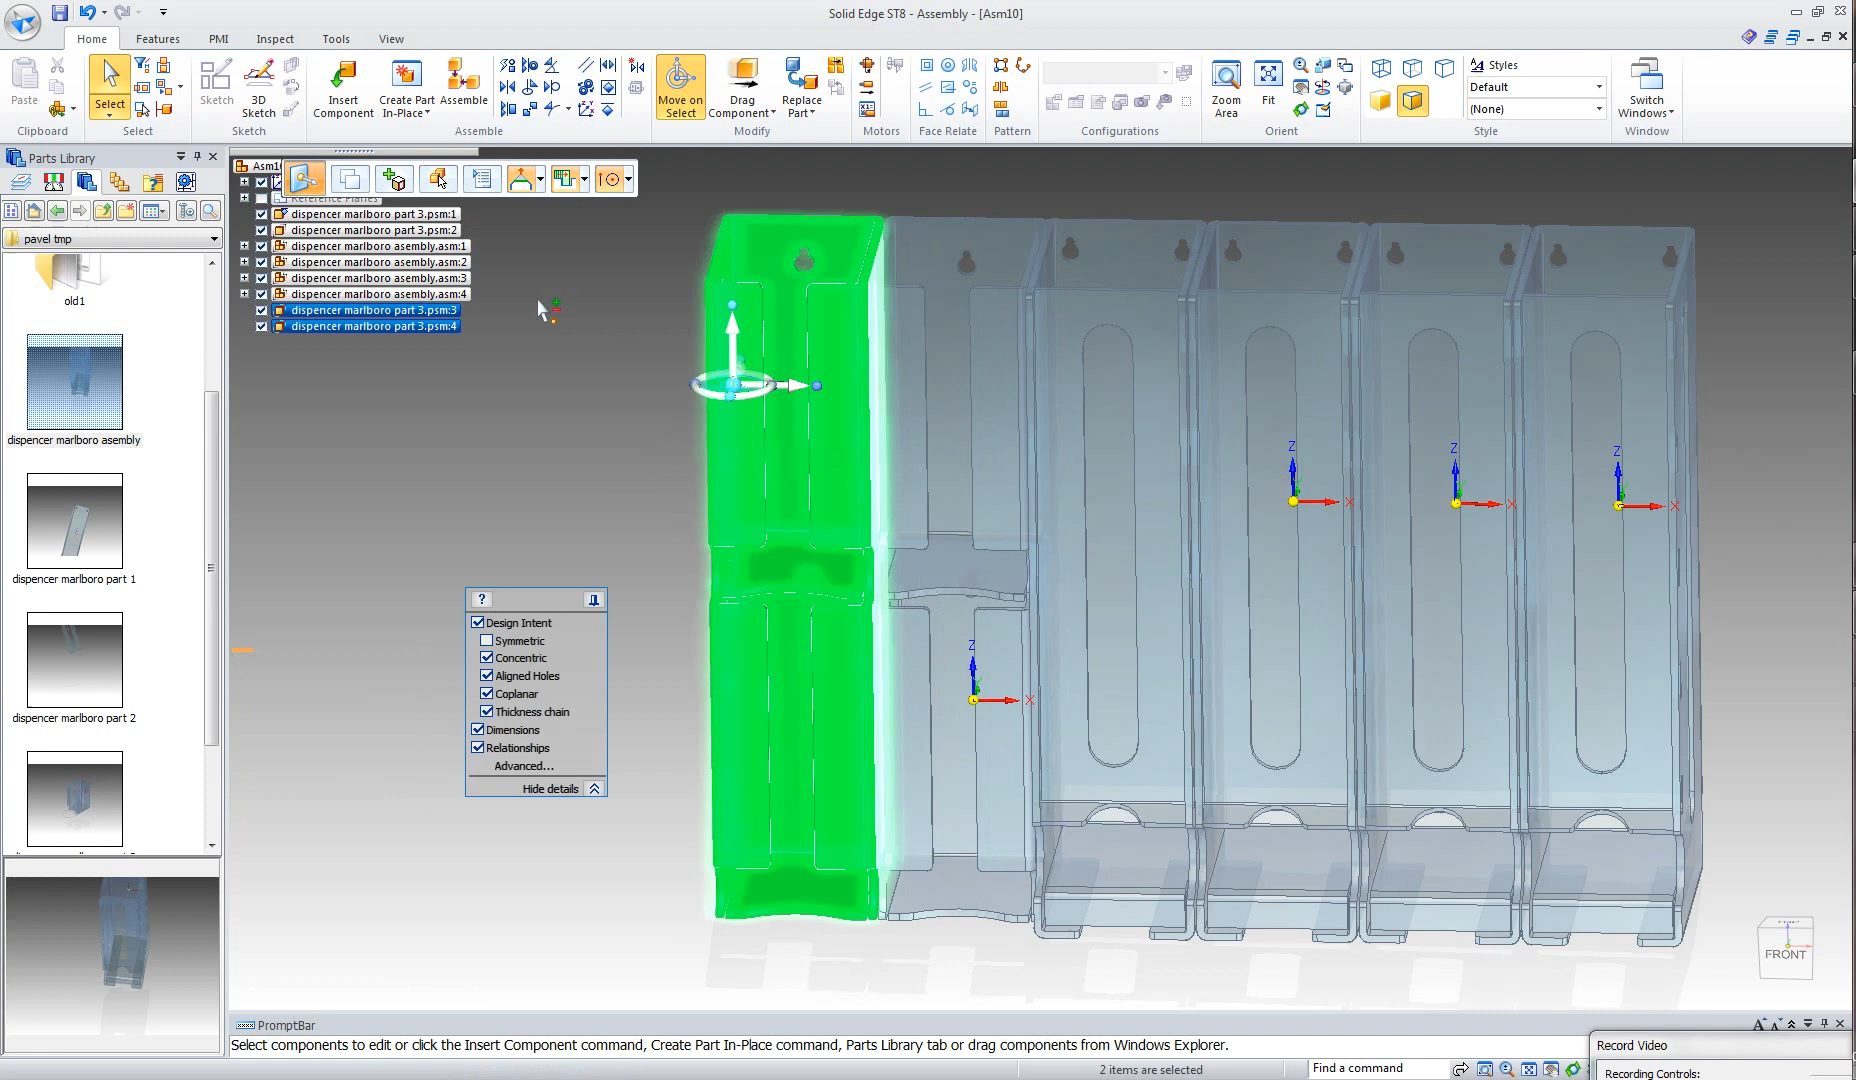 Solid Edge ST8 - Assembly - [Asm10]
Home Features PMI Inspect Tools View
Paste
Clipboard
Select
Select
Sketch
3D Sketch
Sketch
Insert Component
Create Part In-Place
Assemble
Assemble
Move on Select
Drag Component
Replace Part
Modify
Motors
Face Relate
Pattern
Configurations
Zoom Area
Fit
Orient
Styles
Default
(None)
Style
Switch Windows
Window
Parts Library
pavel tmp
old1
dispencer marlboro asembly
dispencer marlboro part 1
dispencer marlboro part 2
Reference Planes
dispencer marlboro part 3.psm:1
dispencer marlboro part 3.psm:2
dispencer marlboro asembly.asm:1
dispencer marlboro asembly.asm:2
dispencer marlboro asembly.asm:3
dispencer marlboro asembly.asm:4
dispencer marlboro part 3.psm:3
dispencer marlboro part 3.psm:4
?
Design Intent
Symmetric
Concentric
Aligned Holes
Coplanar
Thickness chain
Dimensions
Relationships
Advanced...
Hide details
Z X
Z X
Z X
Z X
FRONT
PromptBar
Select components to edit or click the Insert Component command, Create Part In-Place command, Parts Library tab or drag components from Windows Explorer.
2 items are selected
Find a command
Record Video
Recording Controls: